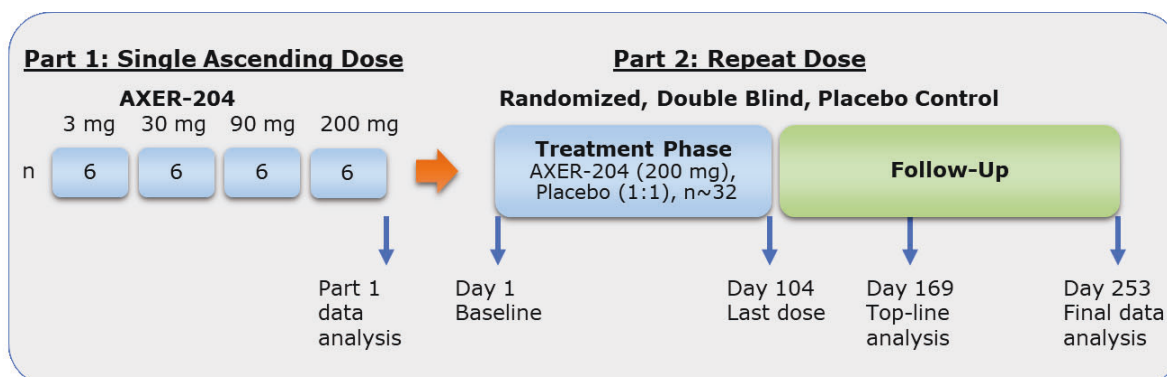 Part 1: Single Ascending Dose
AXER-204
3 mg 30 mg 90 mg 200 mg
n 6 6 6 6
Part 1
data
analysis
Part 2: Repeat Dose
Randomized, Double Blind, Placebo Control
Treatment Phase
AXER-204 (200 mg),
Placebo (1:1), n~32
Follow-Up
Day 1
Baseline
Day 104
Last dose
Day 169
Top-line
analysis
Day 253
Final data
analysis